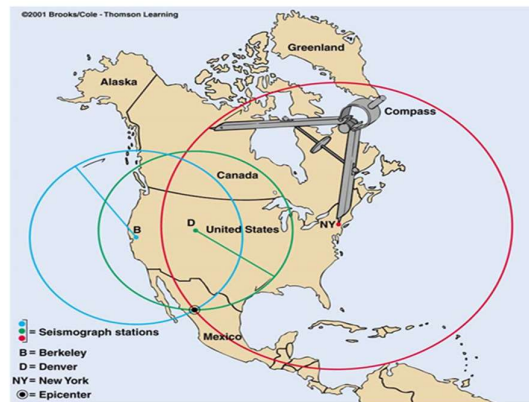 ©2001 Brooks/Cole - Thomson Learning
Greenland
Alaska
Compass
Canada
NY
D United States
B
Mexico
= Seismograph stations
B = Berkeley
D = Denver
NY = New York
= Epicenter